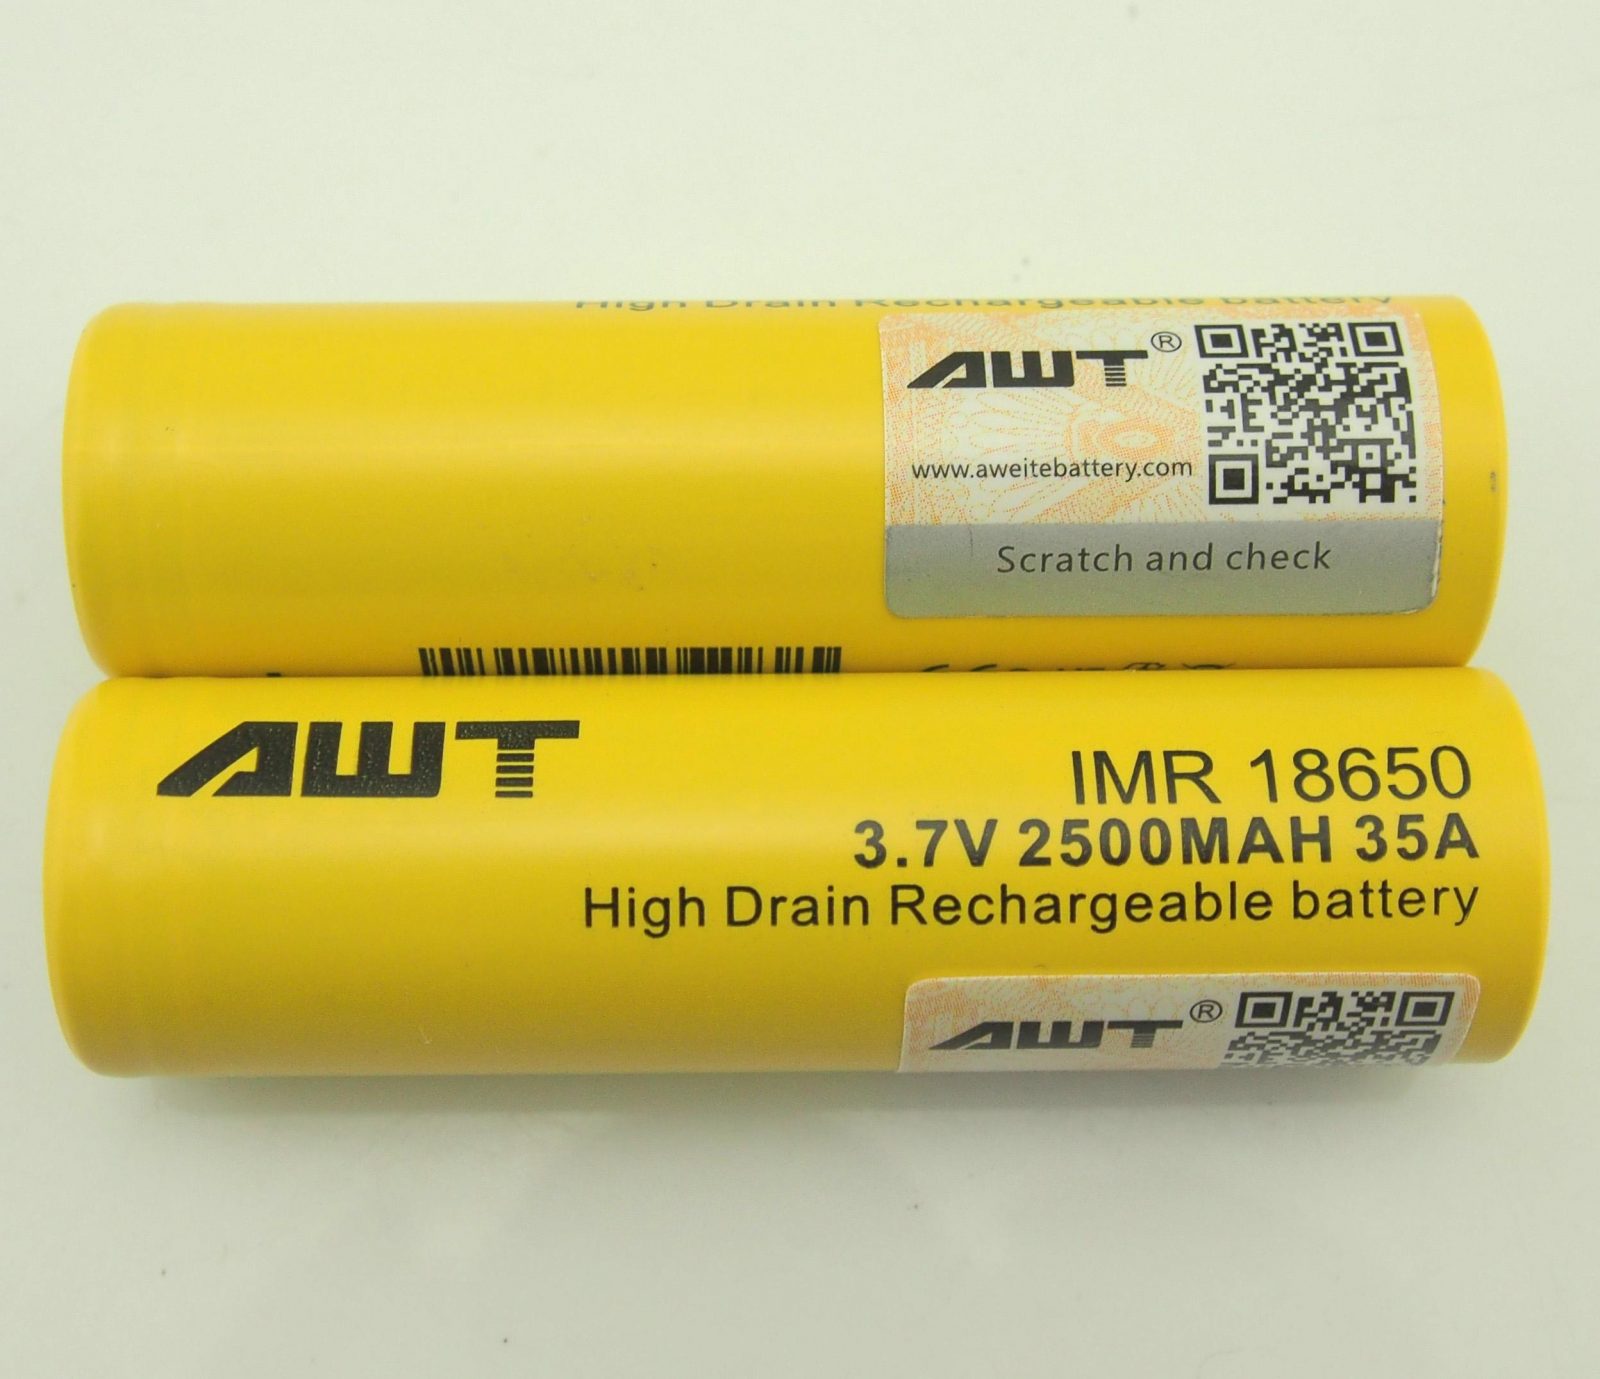 High Drain Rechargeable battery
AWT®
www.aweitebattery.com
Scratch and check
AWT
IMR 18650
3.7V 2500MAH 35A
High Drain Rechargeable battery
AWT®